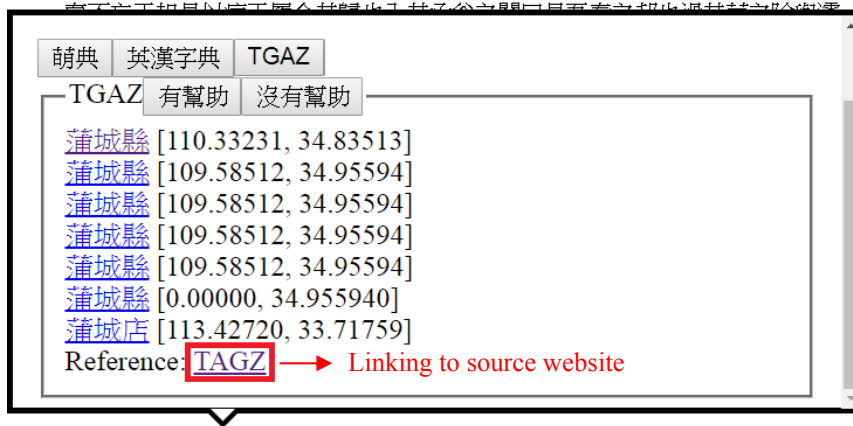 萌典 英漢字典 TGAZ
TGAZ 有幫助 沒有幫助
蒲城縣 [110.33231, 34.83513]
蒲城縣 [109.58512, 34.95594]
蒲城縣 [109.58512, 34.95594]
蒲城縣 [109.58512, 34.95594]
蒲城縣 [109.58512, 34.95594]
蒲城縣 [0.00000, 34.955940]
蒲城店 [113.42720, 33.71759]
Reference: TAGZ Linking to source website